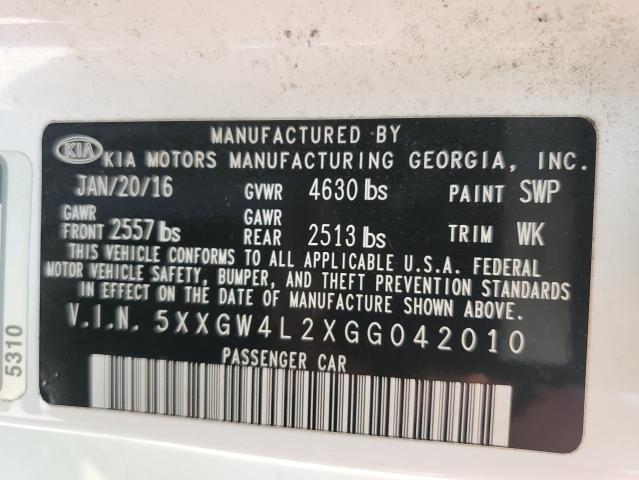 MANUFACTURED BY
KIA KIA MOTORS MANUFACTURING GEORGIA, INC.
JAN/20/16 GVWR 4630 lbs PAINT SWP
GAWR FRONT 2557 lbs GAWR REAR 2513 lbs TRIM WK
THIS VEHICLE CONFORMS TO ALL APPLICABLE U.S.A. FEDERAL
MOTOR VEHICLE SAFETY, BUMPER, AND THEFT PREVENTION STANDARDS
IN EFFECT ON THE DATE OF MANUFACTURE SHOWN ABOVE.
V.I.N. 5XXGW4L2XGG042010
PASSENGER CAR
5310